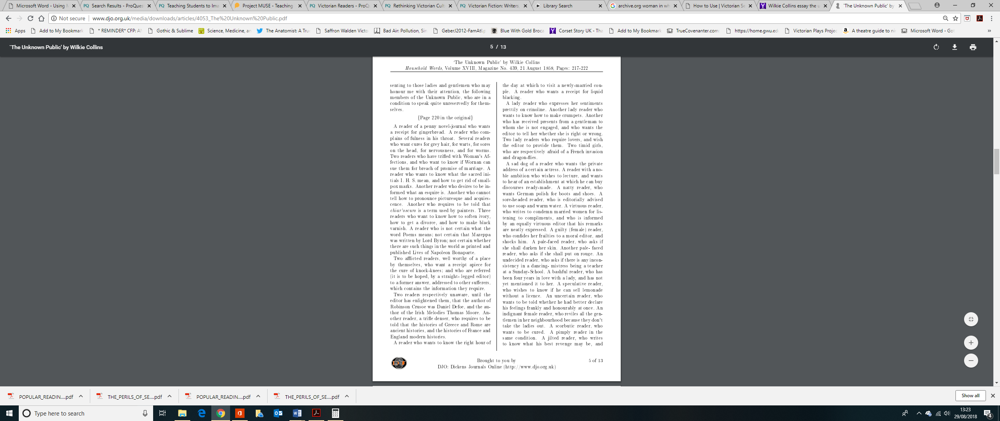 Microsoft Word - Using M
Search Results - ProQues
Teaching Students to Ima
Project MUSE - Teaching
Victorian Readers - ProQu
Rethinking Victorian Cult
Victorian Fiction: Writers,
Library Search
archive.org woman in wh
How to Use | Victorian Se
Wilkie Collins essay the u
`The Unknown Public' by
Not secure | www.djo.org.uk/media/downloads/articles/4053_The%20Unknown%20Public.pdf
Apps
Add to My Bookmark
* REMINDER* CFP: A
Gothic & Sublime
Science, Medicine, an
The Anatomist: A Tru
Saffron Walden Victo
Bad Air: Pollution, Sin
GeberJ2012-FamAtl.p
Blue With Gold Broca
Corset Story UK - Tha
Add to My Bookmark
TrueCovenanter.com:
https://home.gwu.ed
Victorian Plays Projec
A theatre guide to ni
Microsoft Word - Got
»
`The Unknown Public' by Wilkie Collins
5 / 13
‘The Unknown Public’ by Wilkie Collins
Household Words, Volume XVIII, Magazine No. 439, 21 August 1858, Pages: 217-222
senting to those ladies and gentlemen who may
honour me with their attention, the following
members of the Unknown Public, who are in a
condition to speak quite unreservedly for them-
selves.
{Page 220 in the original}
A reader of a penny novel-journal who wants
a receipt for gingerbread. A reader who com-
plains of fulness in his throat. Several readers
who want cures for grey hair, for warts, for sores
on the head, for nervousness, and for worms.
Two readers who have trifled with Woman's Af-
fections, and who want to know if Wornan can
sue them for breach of promise of marriage. A
reader who wants to know what the sacred ini-
tials I. H. S. mean, and how to get rid of small-
pox marks. Another reader who desires to be in-
formed what an esquire is. Another who cannot
tell how to pronounce picturesque and acquies-
cence. Another who requires to be told that
chiar'oscuro is a term used by painters. Three
readers who want to know how to soften ivory,
how to get a divorce, and how to make black
varnish. A reader who is not certain what the
word Poems means; not certain that Mazeppa
was written by Lord Byron; not certain whether
there are such things in the world as printed and
published Lives of Napoleon Bonaparte.
Two afflicted readers, well worthy of a place
by themselves, who want a receipt apiece for
the cure of knock-knees; and who are referred
(it is to be hoped, by a straight- legged editor)
to a former answer, addressed to other sufferers,
which contains the information they require.
Two readers respectively unaware, until the
editor has enlightened them, that the author of
Robinson Crusoe was Daniel Defoe, and the au-
thor of the Irish Melodies Thomas Moore. An-
other reader, a trifle denser, who requires to be
told that the histories of Greece and Rome are
ancient histories, and the histories of France and
England modern histories.
A reader who wants to know the right hour of
the day at which to visit a newly-married cou-
ple. A reader who wants a receipt for liquid
blacking.
A lady reader who expresses her sentiments
prettily on crinoline. Another lady reader who
wants to know how to make crumpets. Another
who has received presents from a gentleman to
whom she is not engaged, and who wants the
editor to tell her whether she is right or wrong.
Two lady readers who require lovers, and wish
the editor to provide them. Two timid girls,
who are respectively afraid of a French invasion
and dragon-flies.
A sad dog of a reader who wants the private
address of a certain actress. A reader with a no-
ble ambition who wishes to lecture, and wants
to hear of an establishment at which he can buy
discourses ready-made. A natty reader, who
wants German polish for boots and shoes. A
sore-headed reader, who is editorially advised
to use soap and warm water. A virtuous reader,
who writes to condemn married women for lis-
tening to compliments, and who is informed
by an equally virtuous editor that his remarks
are neatly expressed. A guilty (female) reader,
who confides her frailties to a moral editor, and
shocks him. A pale-faced reader, who asks if
she shall darken her skin. Another pale- faced
reader, who asks if she shall put on rouge. An
undecided reader, who asks if there is any incon-
sistency in a dancing- mistress being a teacher
at a Sunday-School. A bashful reader, who has
been four years in love with a lady, and has not
yet mentioned it to her. A speculative reader,
who wishes to know if he can sell lemonade
without a licence. An uncertain reader, who
wants to be told whether he had better declare
his feelings frankly and honourably at once. An
indignant female reader, who reviles all the gen-
tlemen in her neighbourhood because they don't
take the ladies out. A scorbutic reader, who
wants to be cured. A pimply reader in the
same condition. A jilted reader, who writes
to know what his best revenge may be, and
Brought to you by
DJO: Dickens Journals Online (http://www.djo.org.uk)
5 of 13
POPULAR_READIN....pdf
THE_PERILS_OF_SE....pdf
POPULAR_READIN....pdf
THE_PERILS_OF_SE....pdf
Show all
Type here to search
13:23
29/08/2018
4